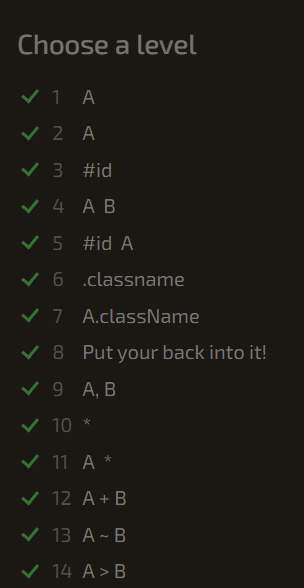 Choose a level
1 A
2 A
3 #id
4 A B
5 #id A
6 .classname
7 A.className
8 Put your back into it!
9 A, B
10 *
11 A *
12 A + B
13 A ~ B
14 A > B